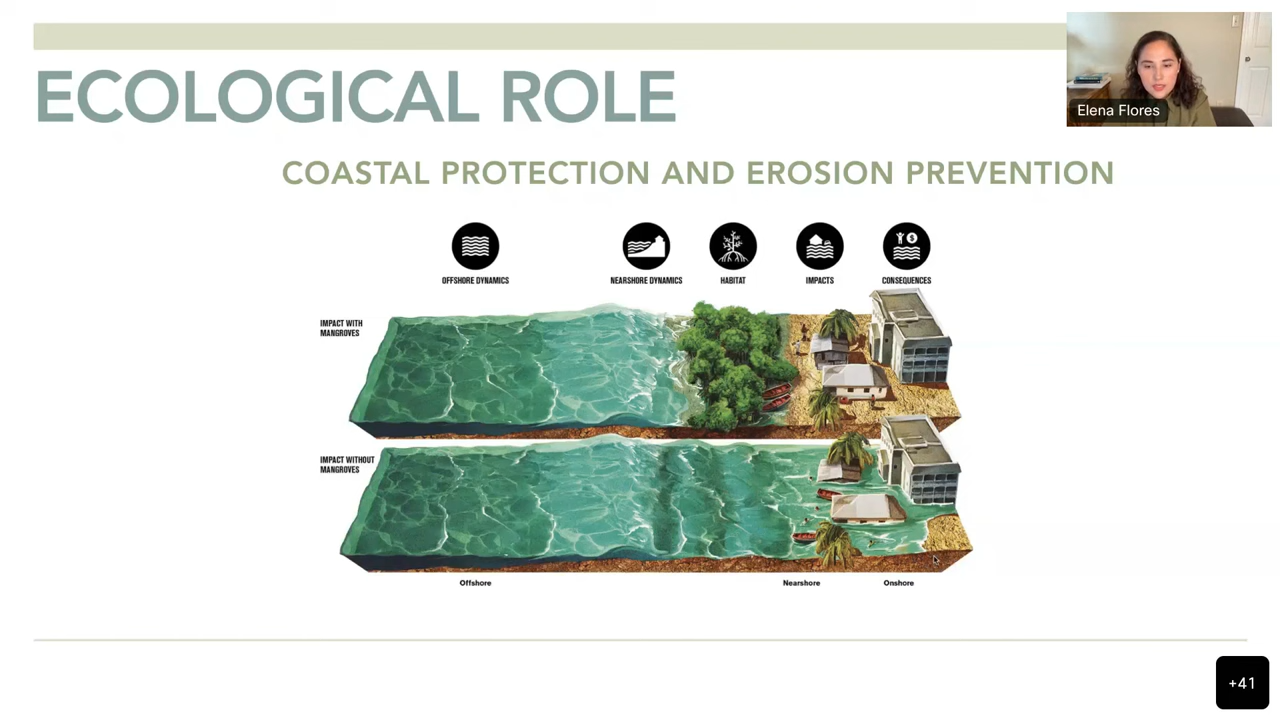 ECOLOGICAL ROLE
Elena Flores
COASTAL PROTECTION AND EROSION PREVENTION
OFFSHORE DYNAMICS
NEARSHORE DYNAMICS
HABITAT
IMPACTS
CONSEQUENCES
IMPACT WITH
MANGROVES
IMPACT WITHOUT
MANGROVES
Offshore
Nearshore
Onshore
+41